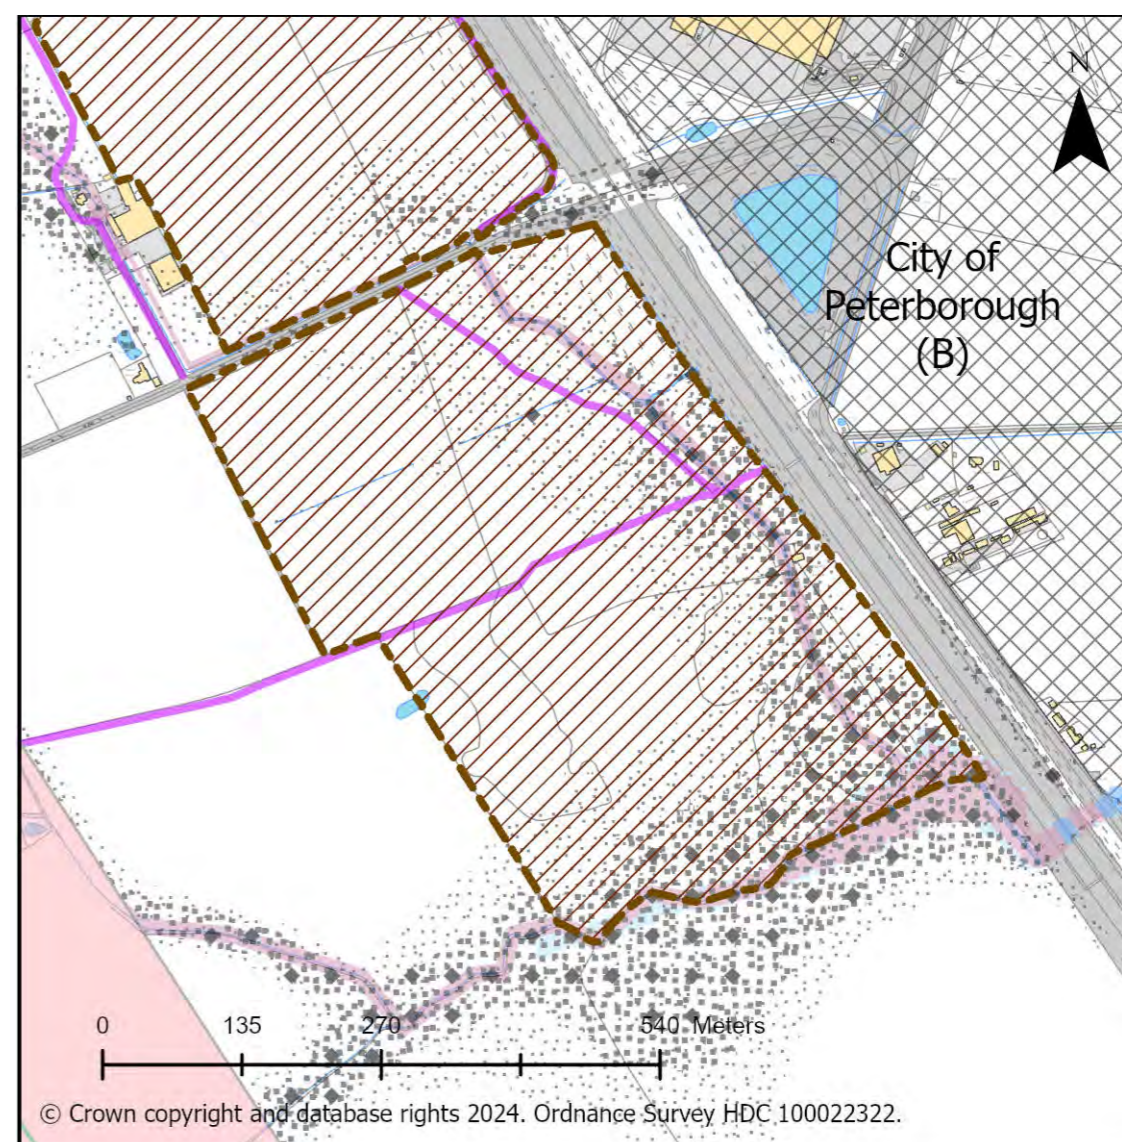 N
City of
Peterborough
(B)
0 135 270 540 Meters
© Crown copyright and database rights 2024. Ordnance Survey HDC 100022322.